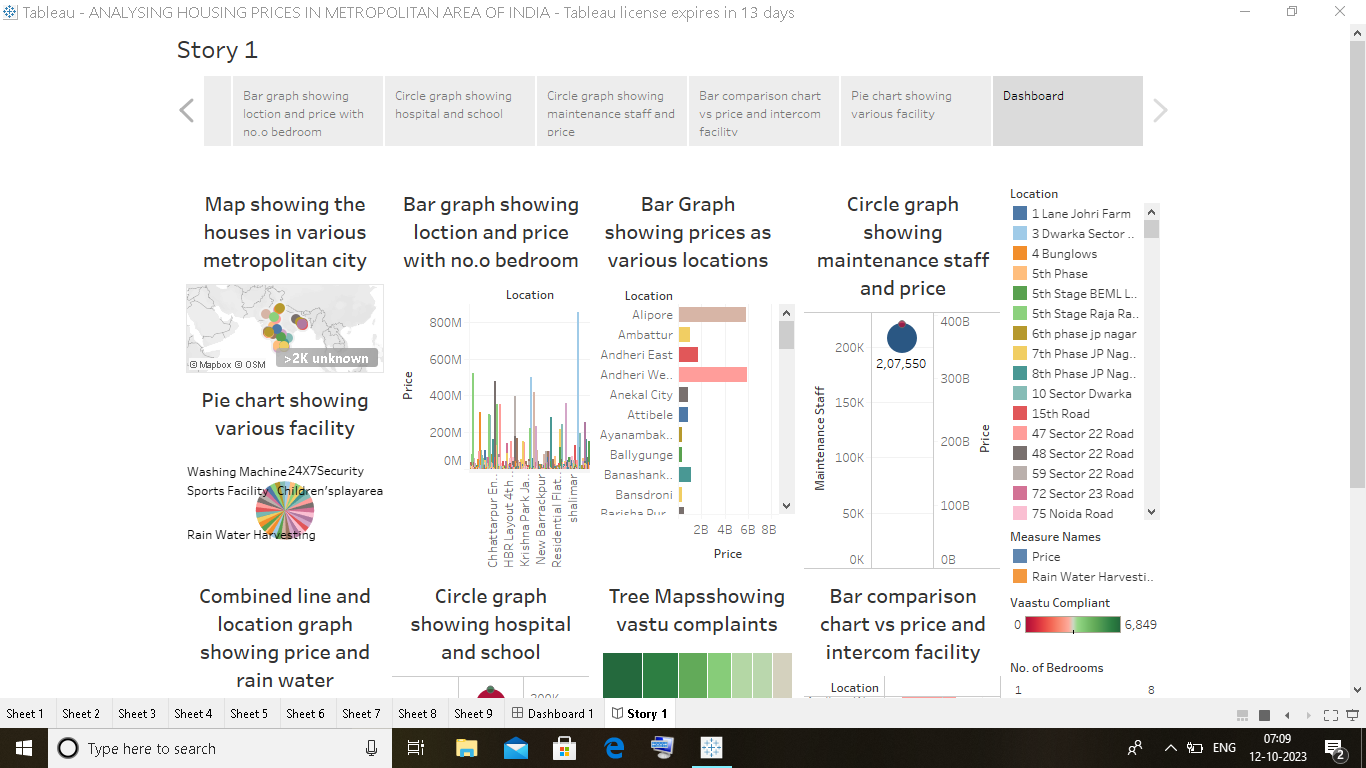 Tableau - ANALYSING HOUSING PRICES IN METROPOLITAN AREA OF INDIA - Tableau license expires in 13 days
Story 1
Bar graph showing
loction and price with
no.o bedroom
Circle graph showing
hospital and school
Circle graph showing
maintenance staff and
price
Bar comparison chart
vs price and intercom
facility
Pie chart showing
various facility
Dashboard
Map showing the
houses in various
metropolitan city
© Mapbox © OSM
>2K unknown
Pie chart showing
various facility
Washing Machine
24X7Security
Sports Facility
Children'splayarea
Rain Water Harvesting
Bar graph showing
loction and price
with no.o bedroom
Location
Price
800M
600M
400M
200M
0M
Chhattarpur En..
HBR Layout 4th ..
Krishna Park Ja..
New Barrackpur
Residential Flat..
shalimar
Bar Graph
showing prices as
various locations
Location
Alipore
Ambattur
Andheri East
Andheri We..
Anekal City
Attibele
Ayanambak..
Ballygunge
Banashank..
Bansdroni
Barisha Pur..
2B
4B
6B
8B
Price
Circle graph
showing
maintenance staff
and price
Maintenance Staff
200K
150K
100K
50K
0K
2,07,550
400B
300B
200B
100B
0B
Price
Location
1 Lane Johri Farm
3 Dwarka Sector ..
4 Bunglows
5th Phase
5th Stage BEML L..
5th Stage Raja Ra..
6th phase jp nagar
7th Phase JP Nag..
8th Phase JP Nag..
10 Sector Dwarka
15th Road
47 Sector 22 Road
48 Sector 22 Road
59 Sector 22 Road
72 Sector 23 Road
75 Noida Road
Measure Names
Price
Rain Water Harvesti..
Vaastu Compliant
0
6,849
No. of Bedrooms
1
8
Combined line and
location graph
showing price and
rain water
Circle graph
showing hospital
and school
Tree Mapsshowing
vastu complaints
Bar comparison
chart vs price and
intercom facility
Location
Sheet 1
Sheet 2
Sheet 3
Sheet 4
Sheet 5
Sheet 6
Sheet 7
Sheet 8
Sheet 9
Dashboard 1
Story 1
Type here to search
ENG
07:09
12-10-2023
2